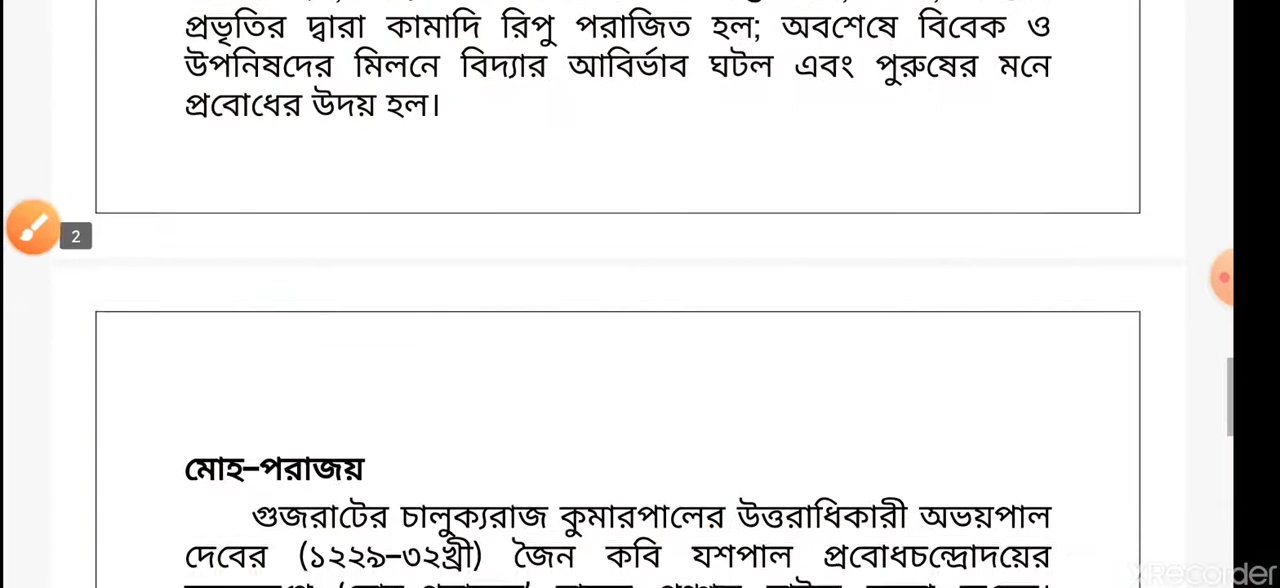 প্রভৃতির দ্বারা কামাদি রিপু পরাজিত হল; অবশেষে বিবেক ও
উপনিষদের মিলনে বিদ্যার আবির্ভাব ঘটল এবং পুরুষের মনে
প্রবোধের উদয় হল।
2
মোহ–পরাজয়
গুজরাটের চালুক্যরাজ কুমারপালের উত্তরাধিকারী অভয়পাল
দেবের (১২২৯–৩২খ্রী) জৈন কবি যশপাল প্রবোধচন্দ্রোদয়ের
XRecorder